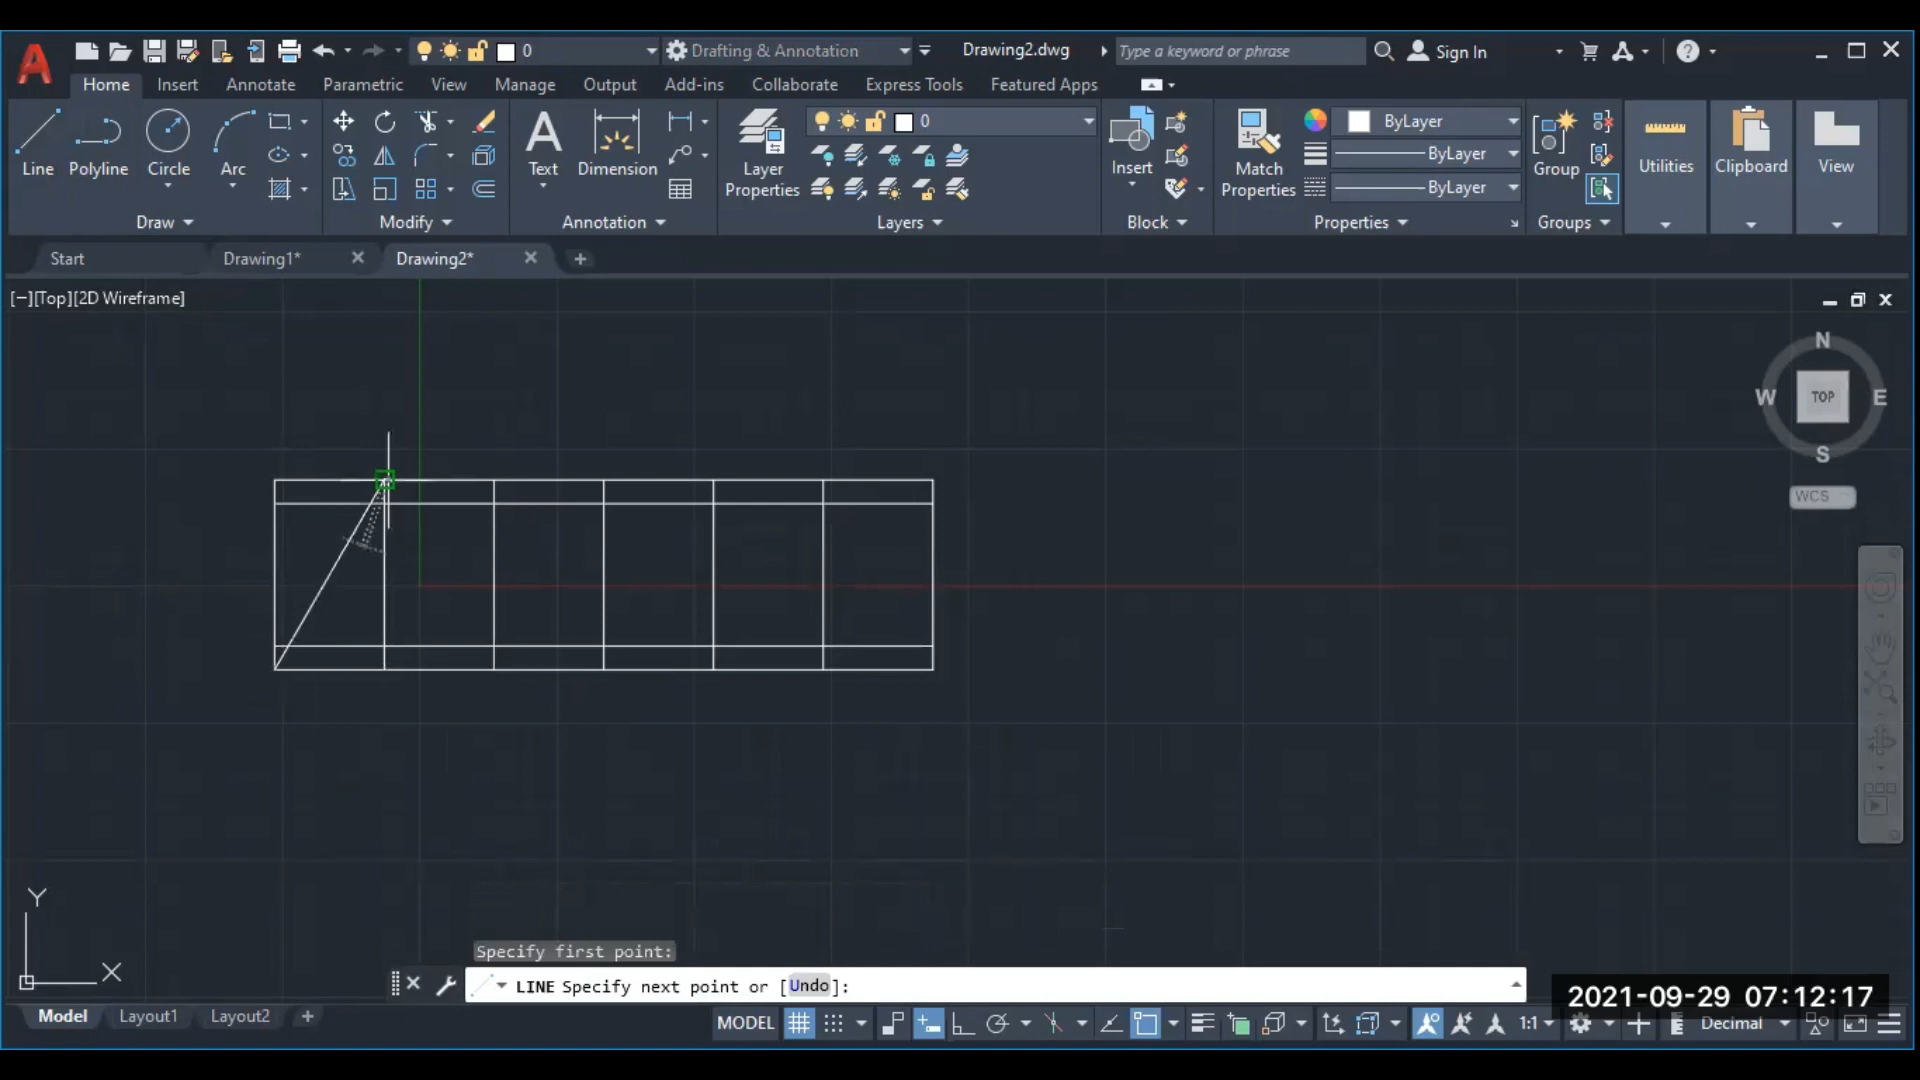 0
Drafting & Annotation
Drawing2.dwg
Type a keyword or phrase
Sign In
Home
Insert
Annotate
Parametric
View
Manage
Output
Add-ins
Collaborate
Express Tools
Featured Apps
Line
Polyline
Circle
Arc
Text
Dimension
Layer
Properties
0
Insert
Match
Properties
ByLayer
ByLayer
ByLayer
Group
Utilities
Clipboard
View
Draw
Modify
Annotation
Layers
Block
Properties
Groups
Start
Drawing1*
Drawing2*
[−][Top][2D Wireframe]
N
W
TOP
E
S
WCS
Y
X
Specify first point:
LINE Specify next point or [Undo]:
2021-09-29 07:12:17
Model
Layout1
Layout2
MODEL
1:1
Decimal